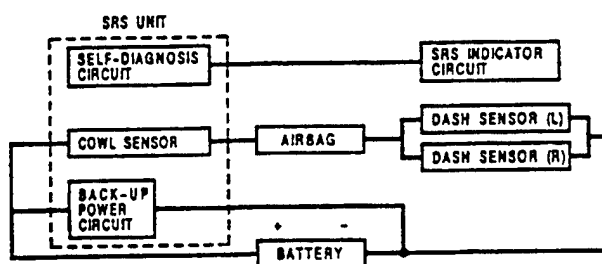 SRS UNIT
SELF-DIAGNOSIS
CIRCUIT
SRS INDICATOR
CIRCUIT
COWL SENSOR
AIRBAG
DASH SENSOR (L)
DASH SENSOR (R)
BACK-UP
POWER
CIRCUIT
+ -
BATTERY